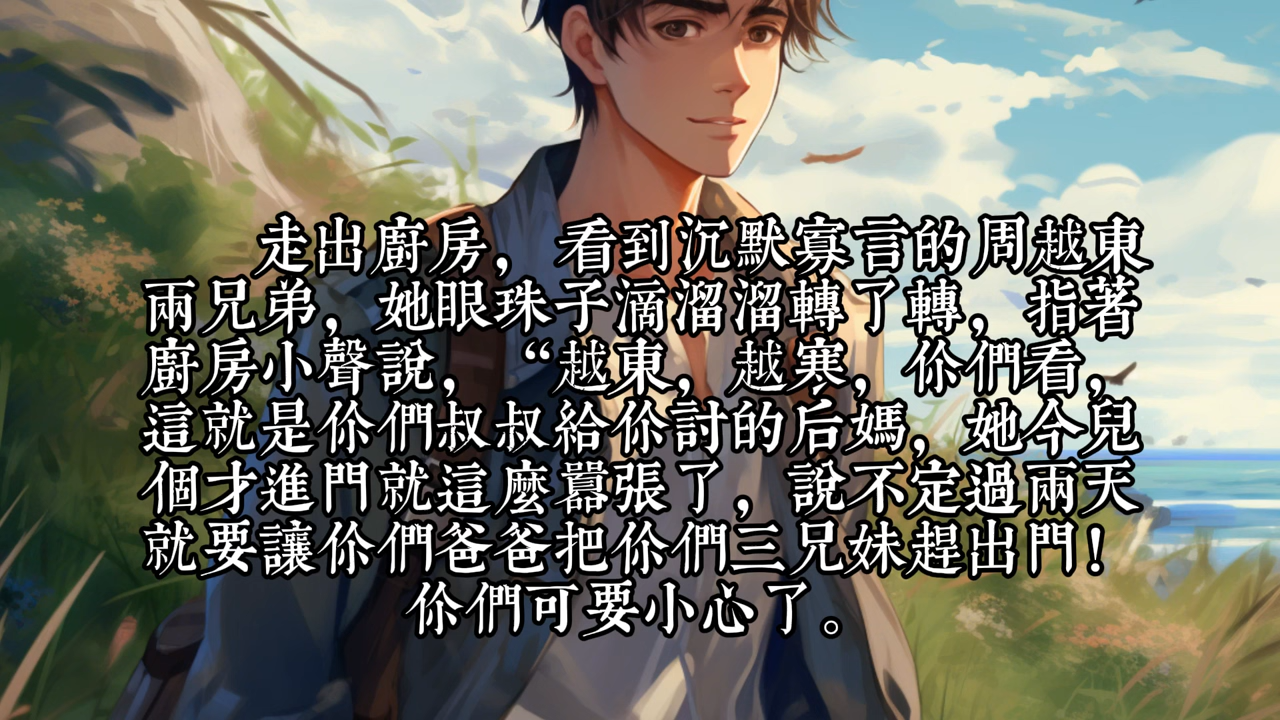 走出廚房，看到沉默寡言的周越東
兩兄弟，她眼珠子滴溜溜轉了轉，指著
廚房小聲說，“越東，越寒，你們看，
這就是你們叔叔給你討的后媽，她今兒
個才進門就這麼囂張了，說不定過兩天
就要讓你們爸爸把你們三兄妹趕出門！
你們可要小心了。